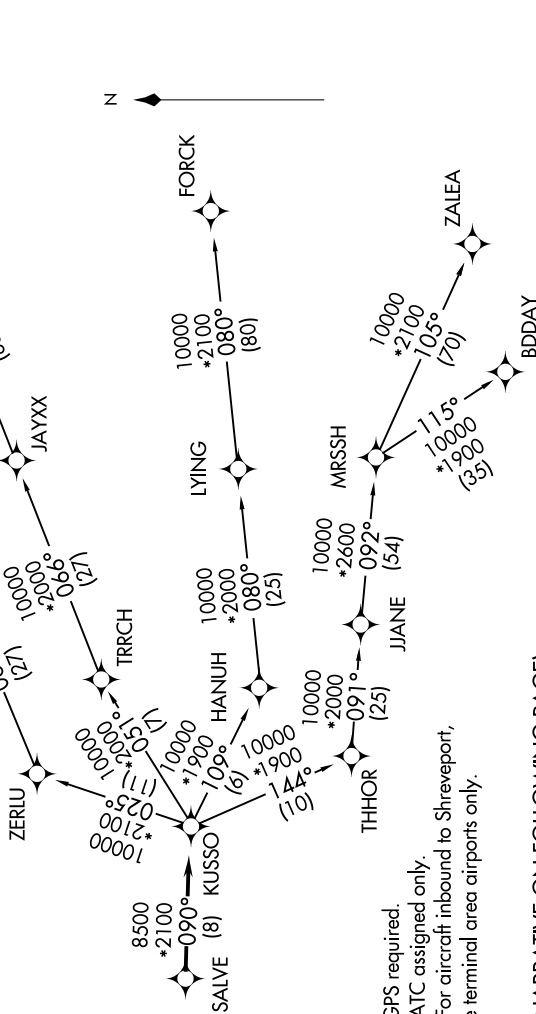 N
FORCK
10000
*2100
080°
(80)
ZALEA
10000
*2100
105°
(70)
BDDAY
115°
10000
*1900
(35)
JAYXX
10000
*2000
066°
(27)
LYING
10000
*2000
080°
(25)
MRSSH
10000
*2600
092°
(54)
JJANE
10000
*2000
091°
(25)
TRRCH
10000
*2000
051°
(7)
HANUH
10000
*1900
109°
(6)
10000
*1900
144°
(10)
THHOR
(27)
ZERLU
10000
*2100
025°
(11)
KUSSO
8500
*2100
090°
(8)
SALVE
GPS required.
ATC assigned only.
For aircraft inbound to Shreveport,
e terminal area airports only.